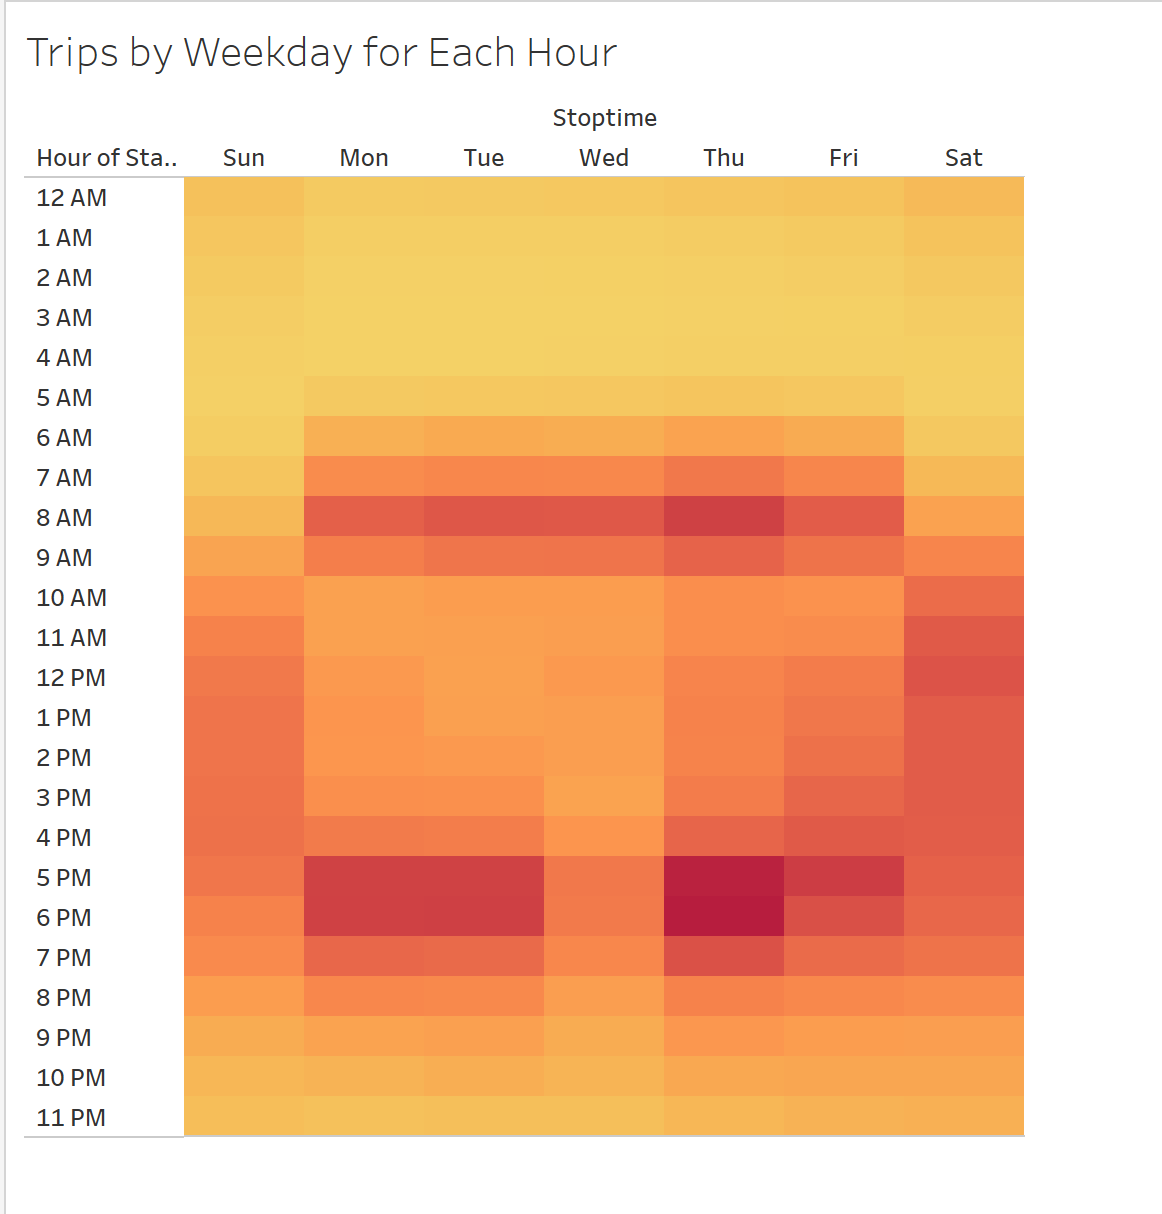 Trips by Weekday for Each Hour
Stoptime
Hour of Sta.. Sun Mon Tue Wed Thu Fri Sat
12 AM
1 AM
2 AM
3 AM
4 AM
5 AM
6 AM
7 AM
8 AM
9 AM
10 AM
11 AM
12 PM
1 PM
2 PM
3 PM
4 PM
5 PM
6 PM
7 PM
8 PM
9 PM
10 PM
11 PM